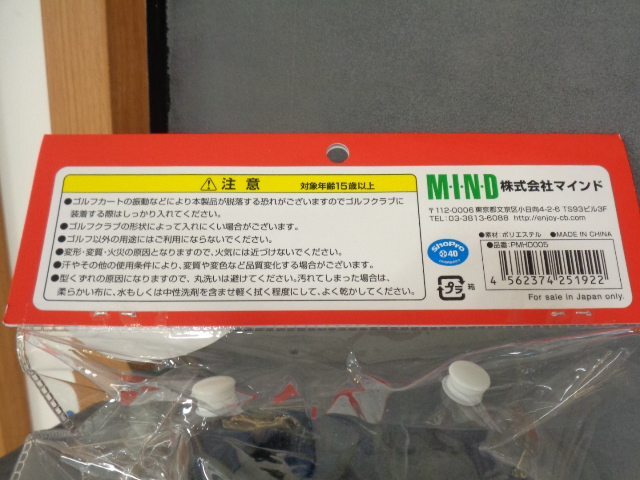 ⚠注意 対象年齢15歳以上
●ゴルフカートの振動などにより本製品が脱落する恐れがございますのでゴルフクラブに
装着する際はしっかり入れてください。
●ゴルフクラブの形状によって入れにくい場合がございます。
●ゴルフ以外の用途にはご利用にならないでください。
●変形・変質・火災の原因となりますので、火気には近づけないでください。
●汗やその他の使用条件により、変質や変色など品質変化する場合がございます。
●型くずれの原因になりますので、丸洗いは避けてください。汚れてしまった場合は、
柔らかい布に、水もしくは中性洗剤を含ませ軽く拭く程度にして、よく乾かしてください。
M・I・N・D 株式会社マインド
〒112-0006 東京都文京区小日向4-2-6 TS93ビル3F
TEL:03-3813-6088 http://enjoy-cb.com
●素材:ポリエステル ●MADE IN CHINA
●品番:PMHD005
ShoPro
40
プラ 箱
4 562374 251922
For sale in Japan only.